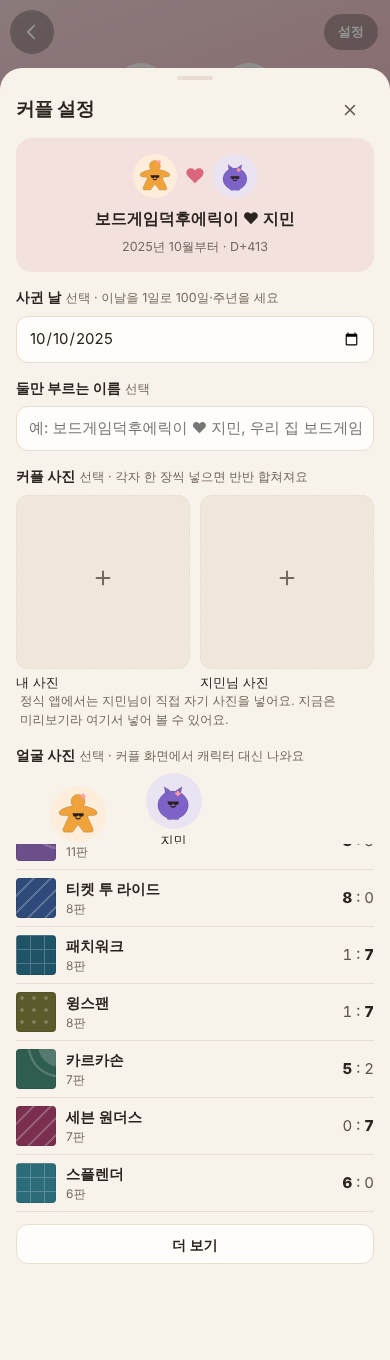 설정
커플 설정
보드게임덕후에릭이 ♥ 지민
2025년 10월부터 · D+413
사귄 날 선택 · 이날을 1일로 100일·주년을 세요
10/10/2025
둘만 부르는 이름 선택
예: 보드게임덕후에릭이 ♥ 지민, 우리 집 보드게임
커플 사진 선택 · 각자 한 장씩 넣으면 반반 합쳐져요
+ +
내 사진 지민님 사진
정식 앱에서는 지민님이 직접 자기 사진을 넣어요. 지금은
미리보기라 여기서 넣어 볼 수 있어요.
얼굴 사진 선택 · 커플 화면에서 캐릭터 대신 나와요
지민
11판
티켓 투 라이드 8 : 0
8판
패치워크 1 : 7
8판
윙스팬 1 : 7
8판
카르카손 5 : 2
7판
세븐 원더스 0 : 7
7판
스플렌더 6 : 0
6판
더 보기